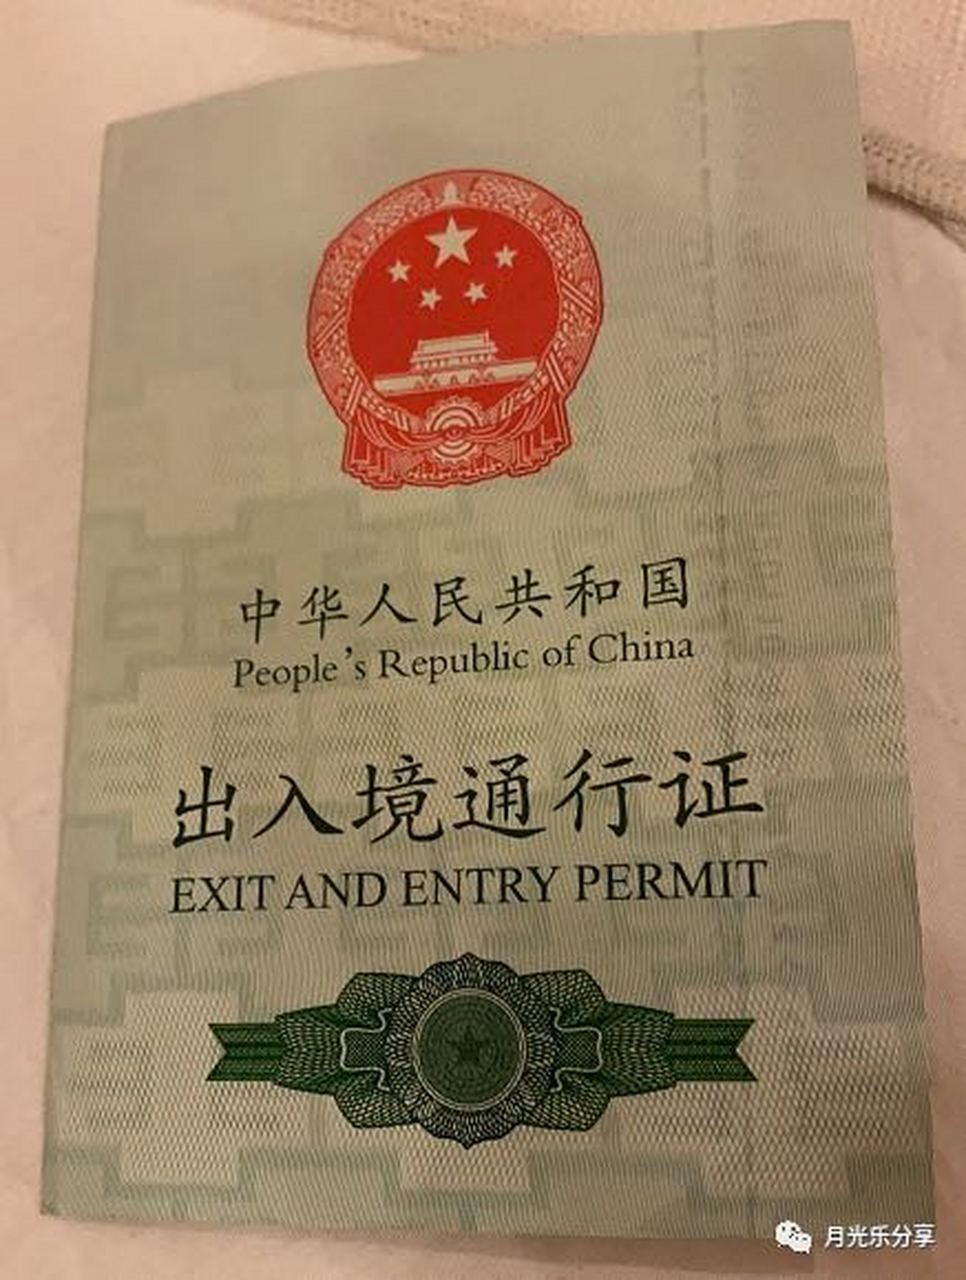 中华人民共和国
People's Republic of China
出入境通行证
EXIT AND ENTRY PERMIT
月光乐分享